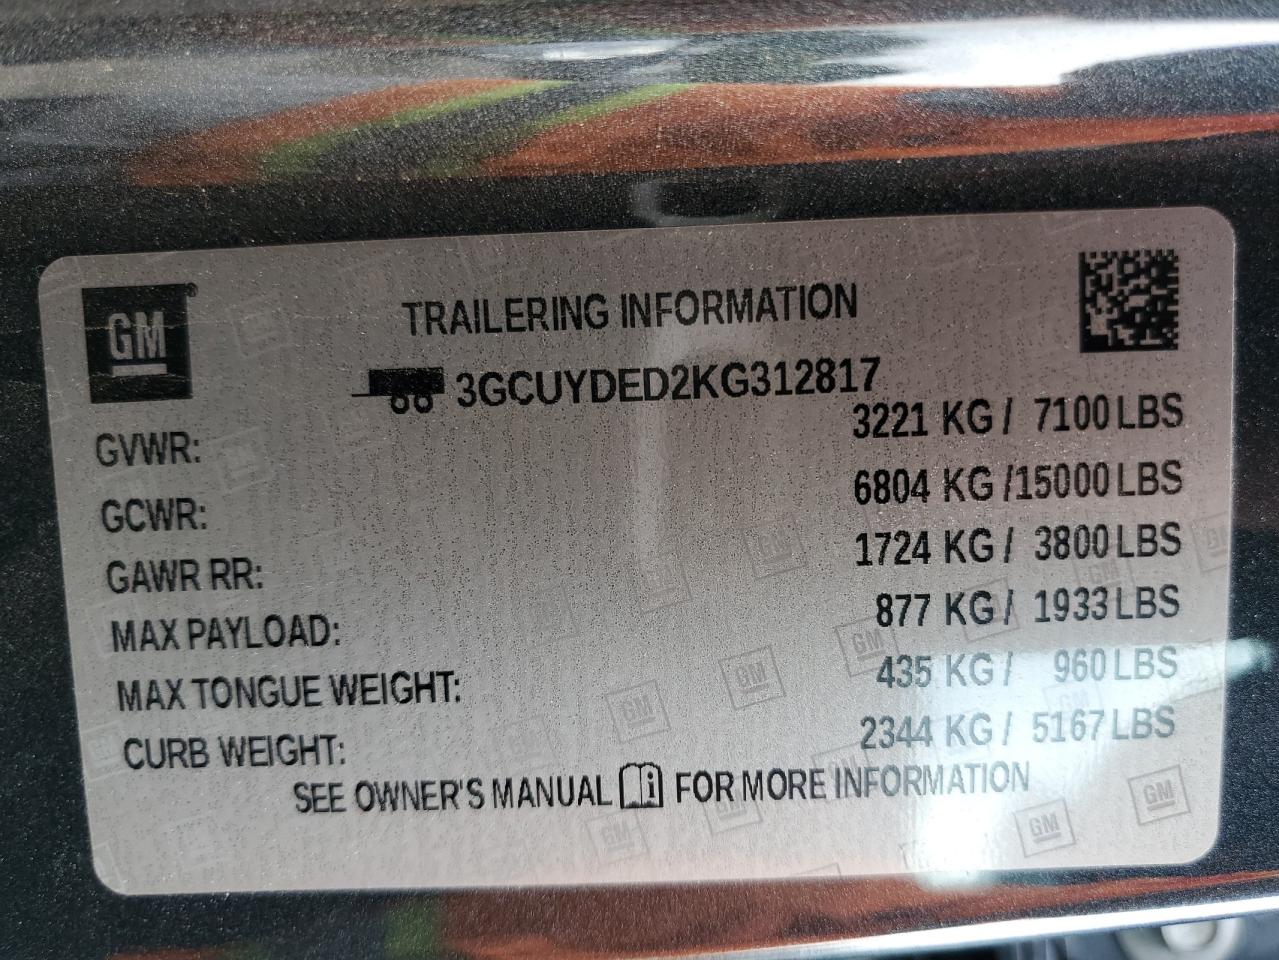 GM
TRAILERING INFORMATION
3GCUYDED2KG312817
GVWR: 3221 KG / 7100 LBS
GCWR: 6804 KG /15000 LBS
GAWR RR: 1724 KG / 3800 LBS
MAX PAYLOAD: 877 KG / 1933 LBS
MAX TONGUE WEIGHT: 435 KG / 960 LBS
CURB WEIGHT: 2344 KG / 5167 LBS
SEE OWNER'S MANUAL FOR MORE INFORMATION